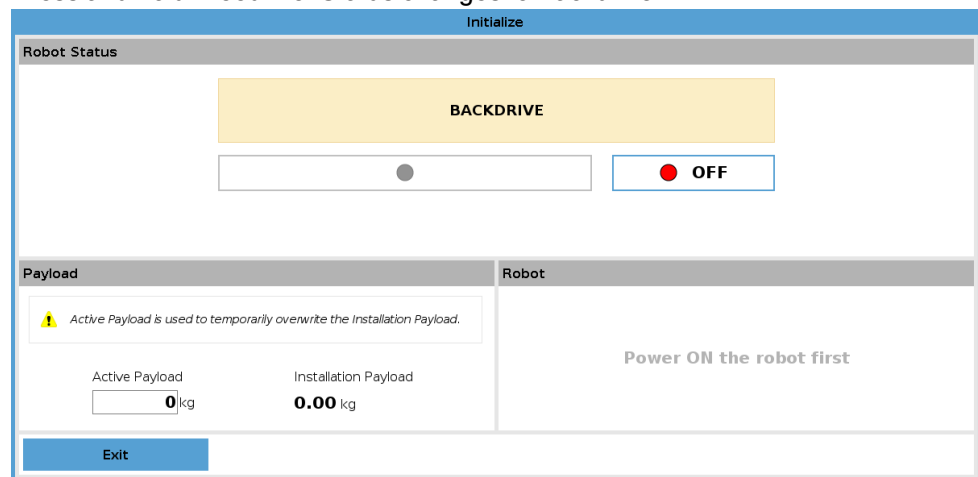 Initialize
Robot Status
BACKDRIVE
OFF
Payload
Robot
Active Payload is used to temporarily overwrite the Installation Payload.
Power ON the robot first
Active Payload
Installation Payload
0 kg
0.00 kg
Exit